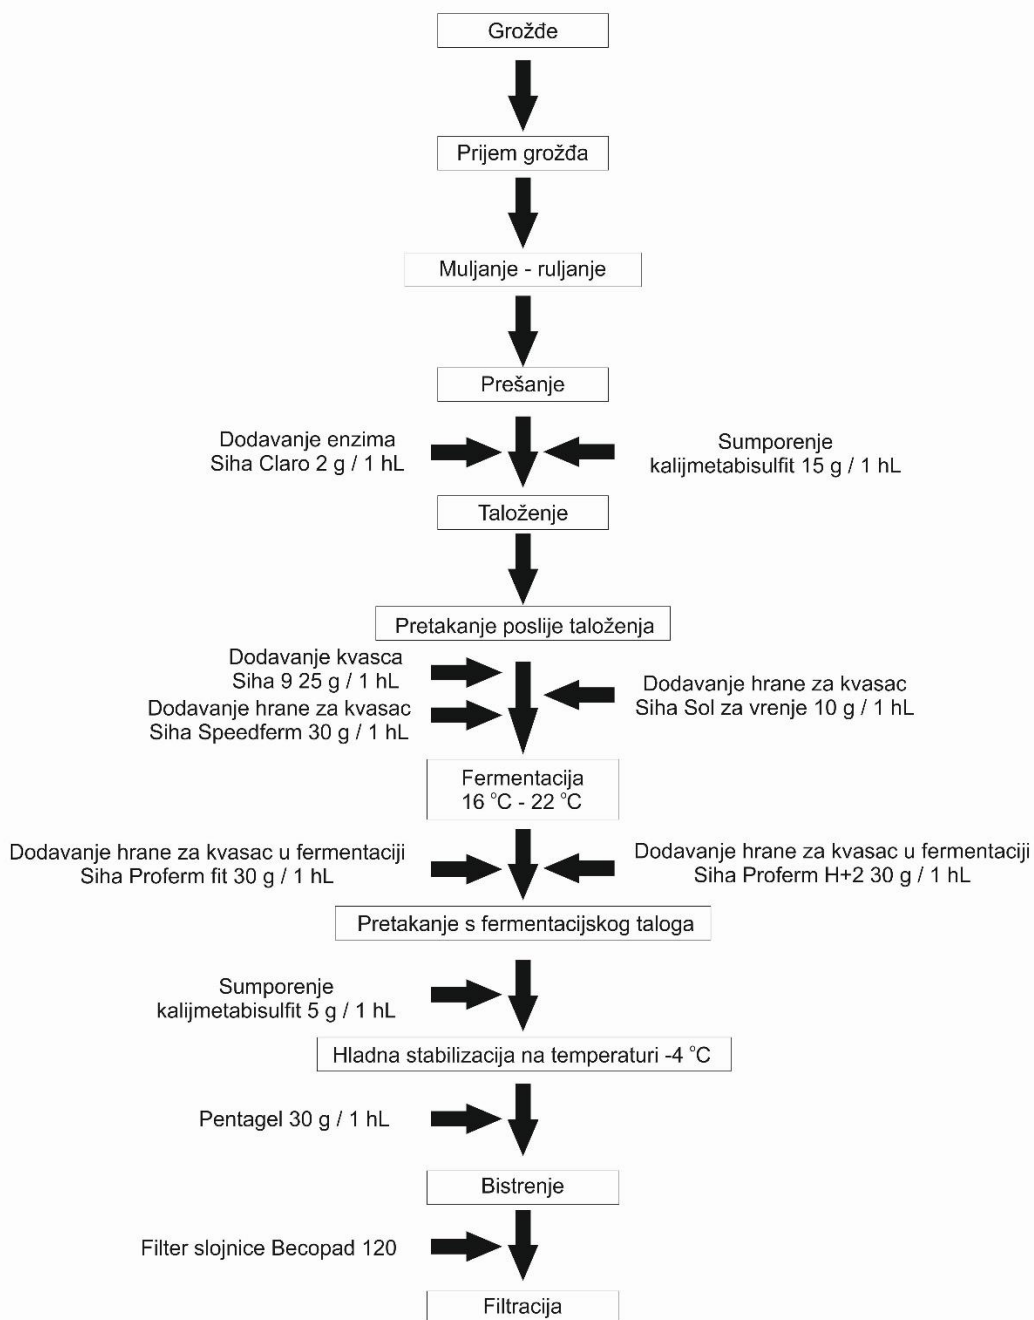 Grožđe
Prijem grožđa
Muljanje - ruljanje
Prešanje
Dodavanje enzima
Siha Claro 2 g / 1 hL
Sumporenje
kalijmetabisulfit 15 g / 1 hL
Taloženje
Pretakanje poslije taloženja
Dodavanje kvasca
Siha 9 25 g / 1 hL
Dodavanje hrane za kvasac
Siha Speedferm 30 g / 1 hL
Dodavanje hrane za kvasac
Siha Sol za vrenje 10 g / 1 hL
Fermentacija
16 °C - 22 °C
Dodavanje hrane za kvasac u fermentaciji
Siha Proferm fit 30 g / 1 hL
Dodavanje hrane za kvasac u fermentaciji
Siha Proferm H+2 30 g / 1 hL
Pretakanje s fermentacijskog taloga
Sumporenje
kalijmetabisulfit 5 g / 1 hL
Hladna stabilizacija na temperaturi -4 °C
Pentagel 30 g / 1 hL
Bistrenje
Filter slojnice Becopad 120
Filtracija